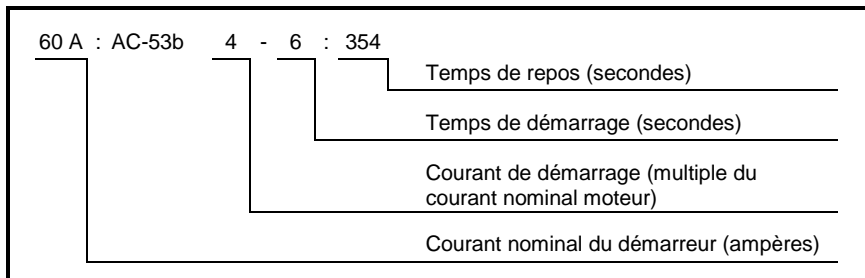 60 A : AC-53b 4 - 6 : 354
Temps de repos (secondes)
Temps de démarrage (secondes)
Courant de démarrage (multiple du
courant nominal moteur)
Courant nominal du démarreur (ampères)